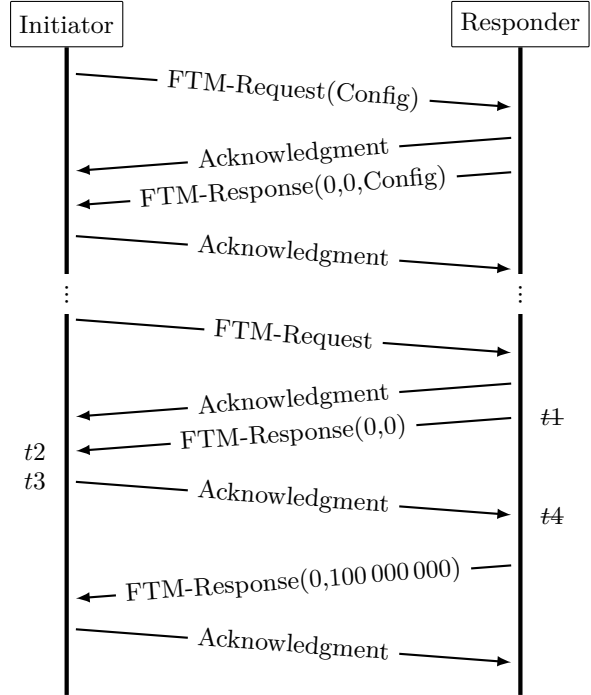 Initiator
Responder
FTM-Request(Config)
Acknowledgment
FTM-Response(0,0,Config)
Acknowledgment
⋮ ⋮
FTM-Request
Acknowledgment
t1
FTM-Response(0,0)
t2
t3
Acknowledgment
t4
FTM-Response(0,100 000 000)
Acknowledgment